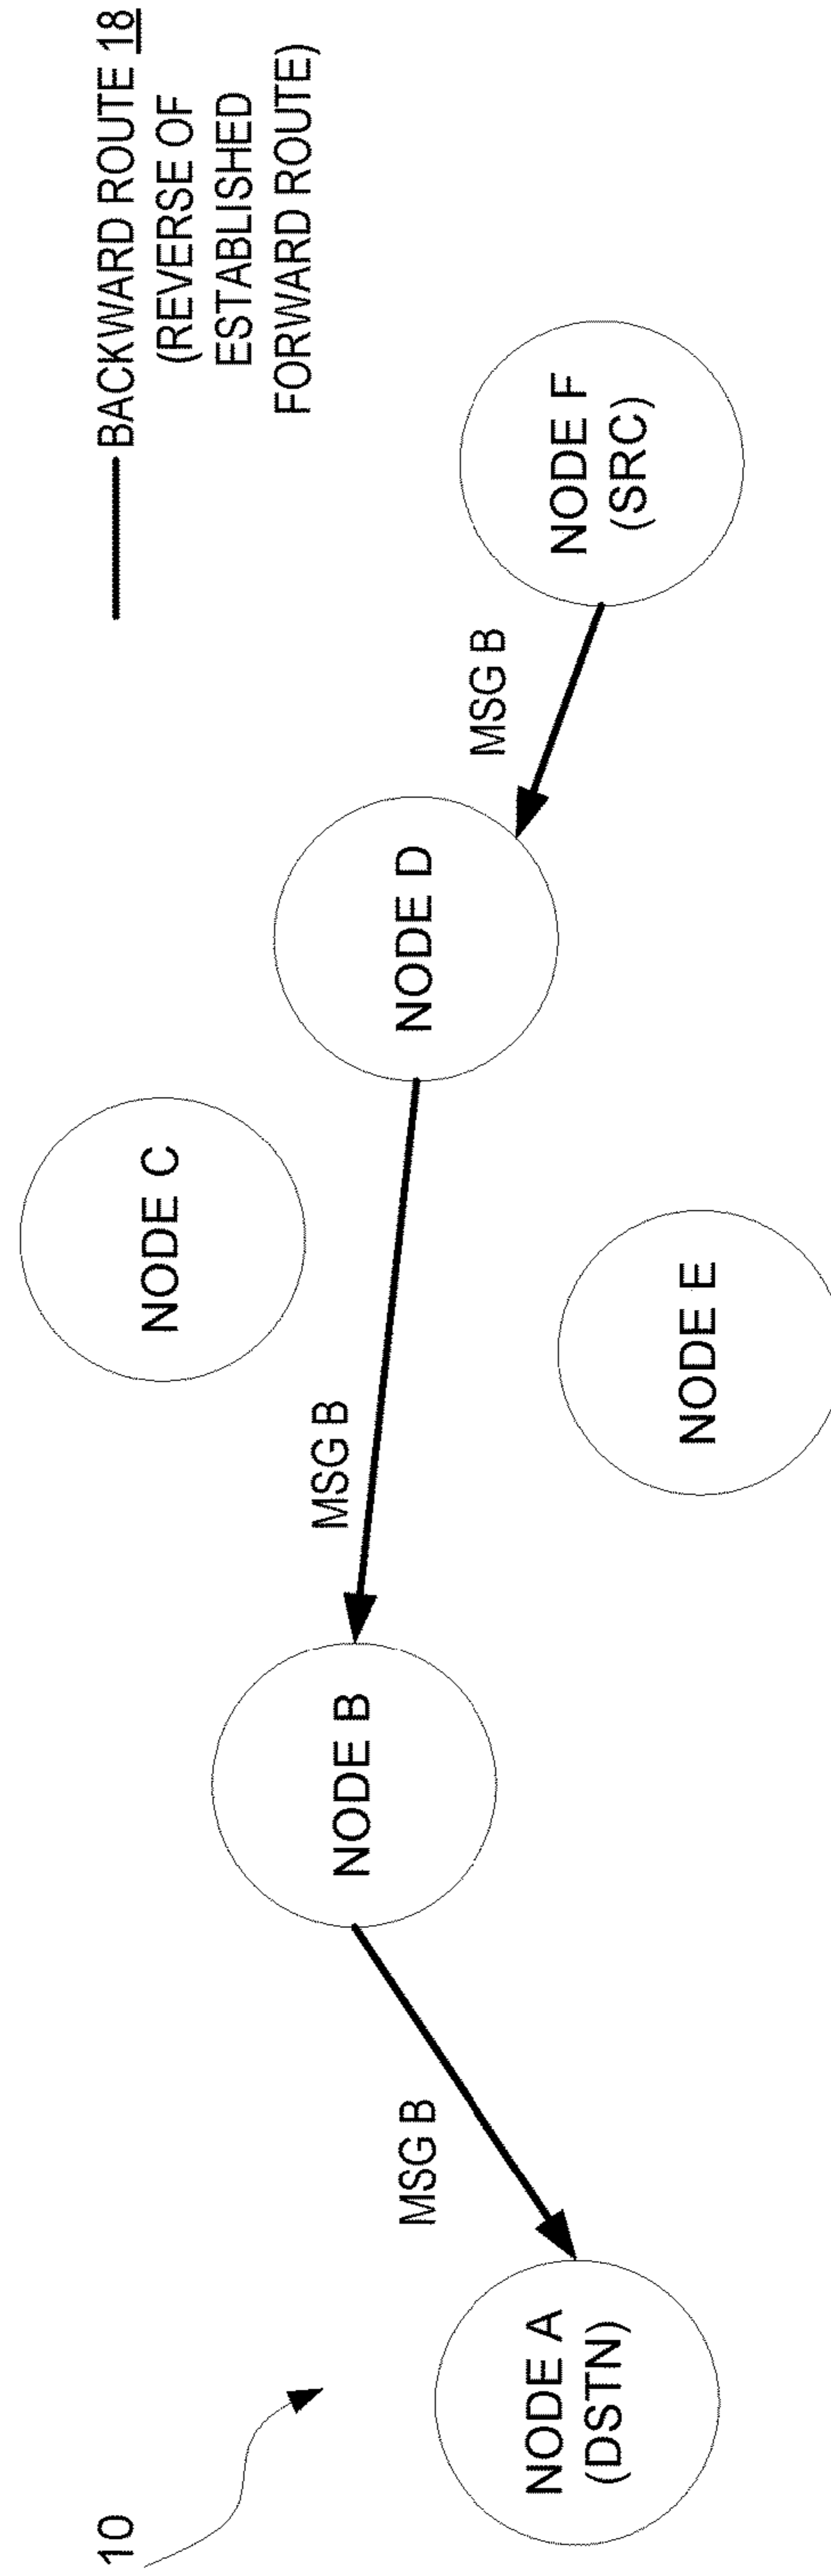 BACKWARD ROUTE 18
(REVERSE OF
ESTABLISHED
FORWARD ROUTE)
10
NODE C
MSG B
MSG B
MSG B
NODE B
NODE D
NODE A
(DSTN)
NODE F
(SRC)
NODE E